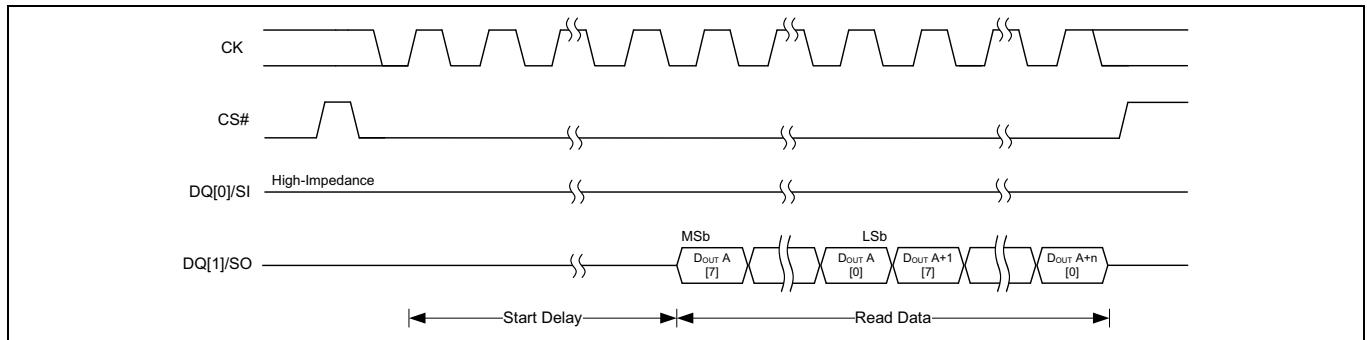 CK
CS#
DQ[0]/SI
High-Impedance
DQ[1]/SO
MSb
LSb
DOUT A
[7]
DOUT A
[0]
DOUT A+1
[7]
DOUT A+n
[0]
Start Delay
Read Data